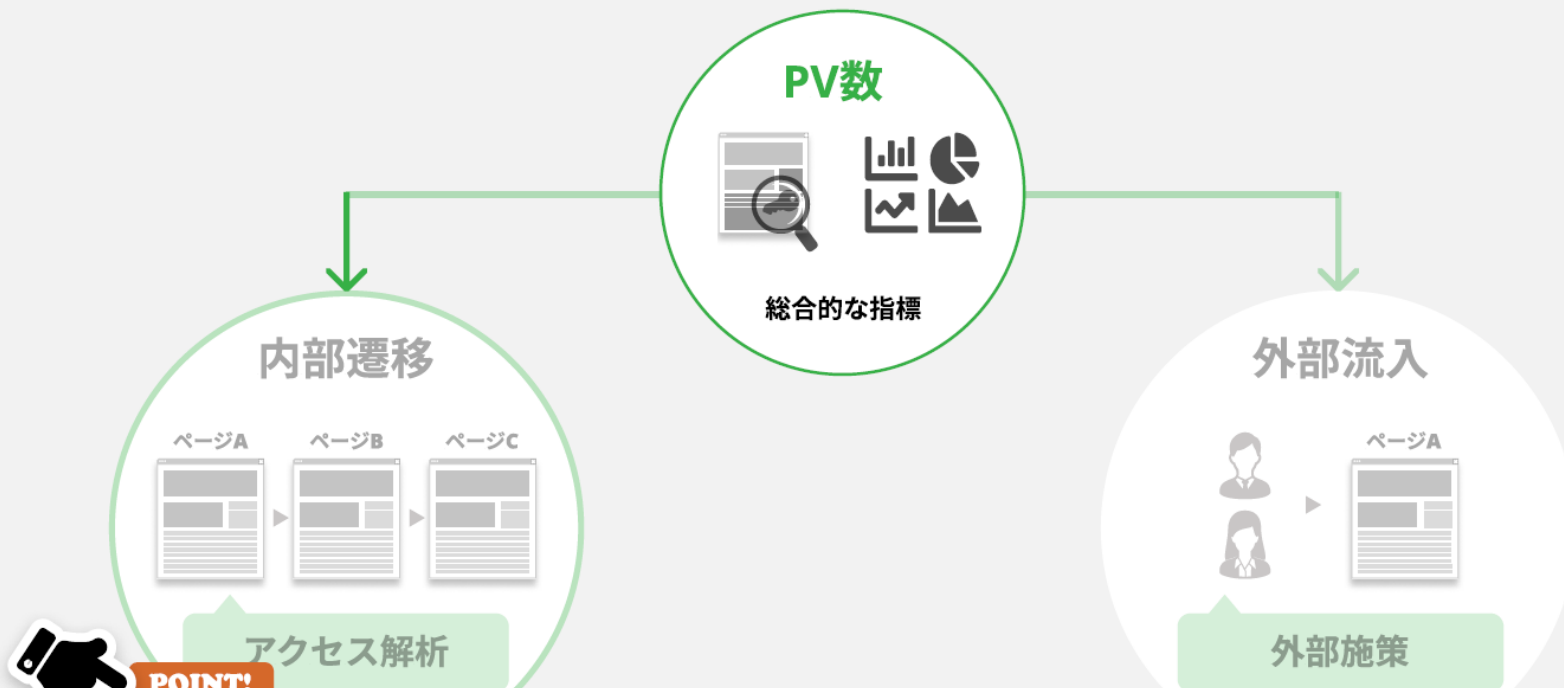 PV数
総合的な指標
内部遷移
ページA
ページB
ページC
アクセス解析
POINT!
外部流入
ページA
外部施策